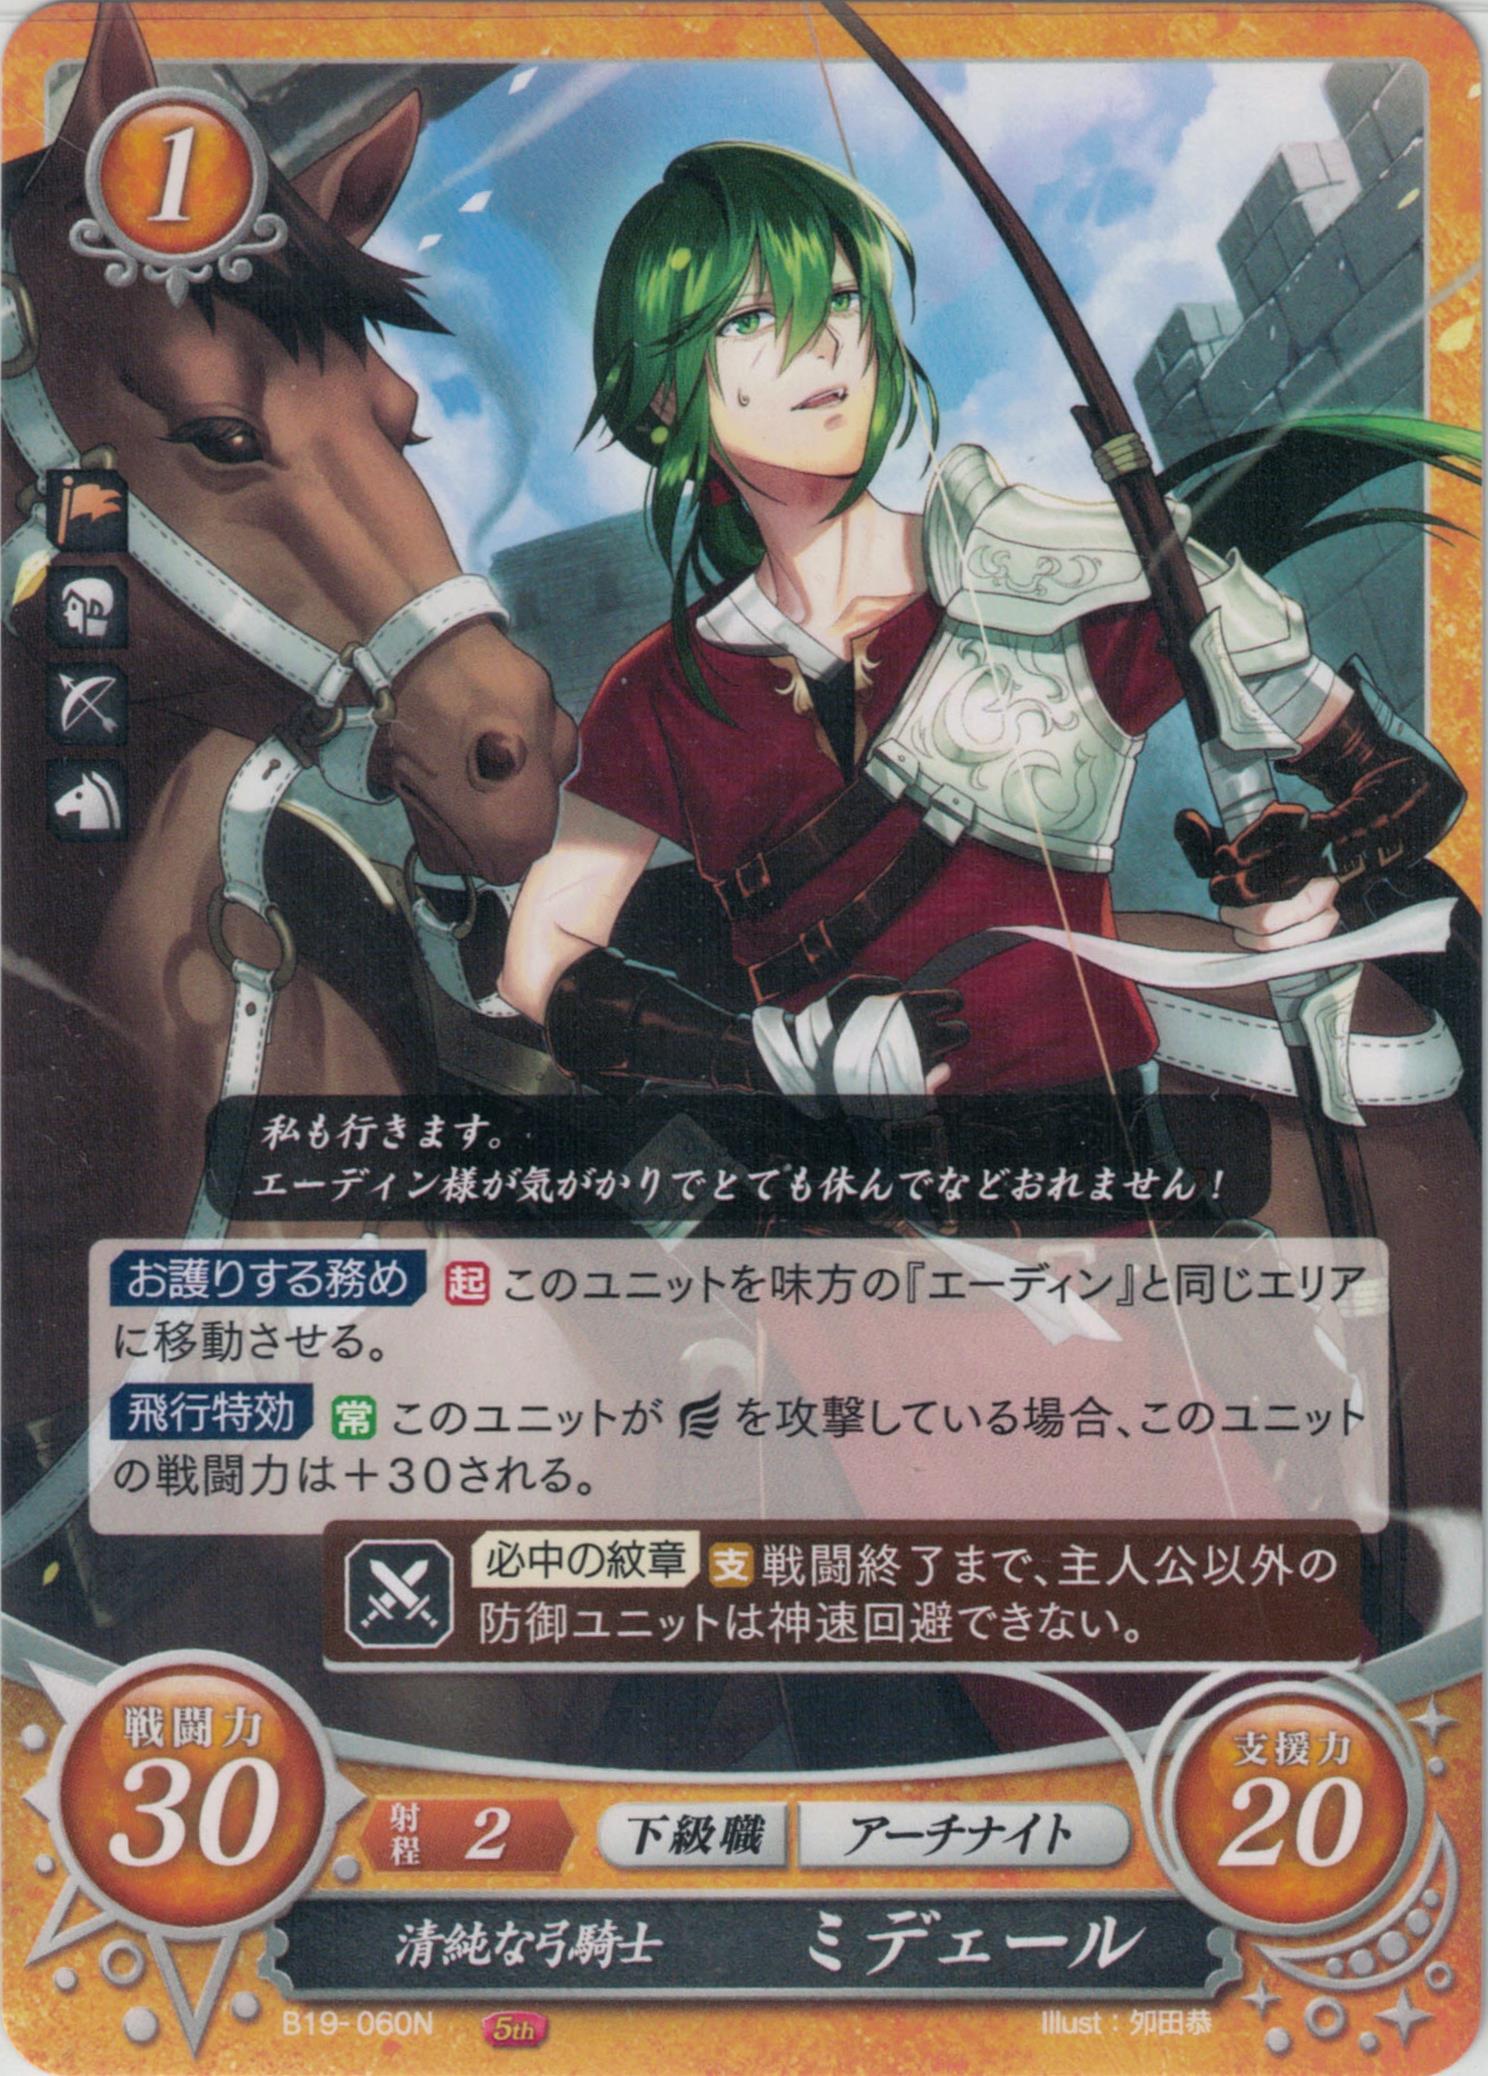 1
私も行きます。
エーディン様が気がかりでとても休んでなどおれません！
お護りする務め 起 このユニットを味方の『エーディン』と同じエリア
に移動させる。
飛行特効 常 このユニットが を攻撃している場合、このユニット
の戦闘力は＋30される。
必中の紋章 支 戦闘終了まで、主人公以外の
防御ユニットは神速回避できない。
戦闘力
30
射程 2
下級職
アーチナイト
支援力
20
清純な弓騎士 ミデェール
B19-060N
5th
Illust：夘田恭